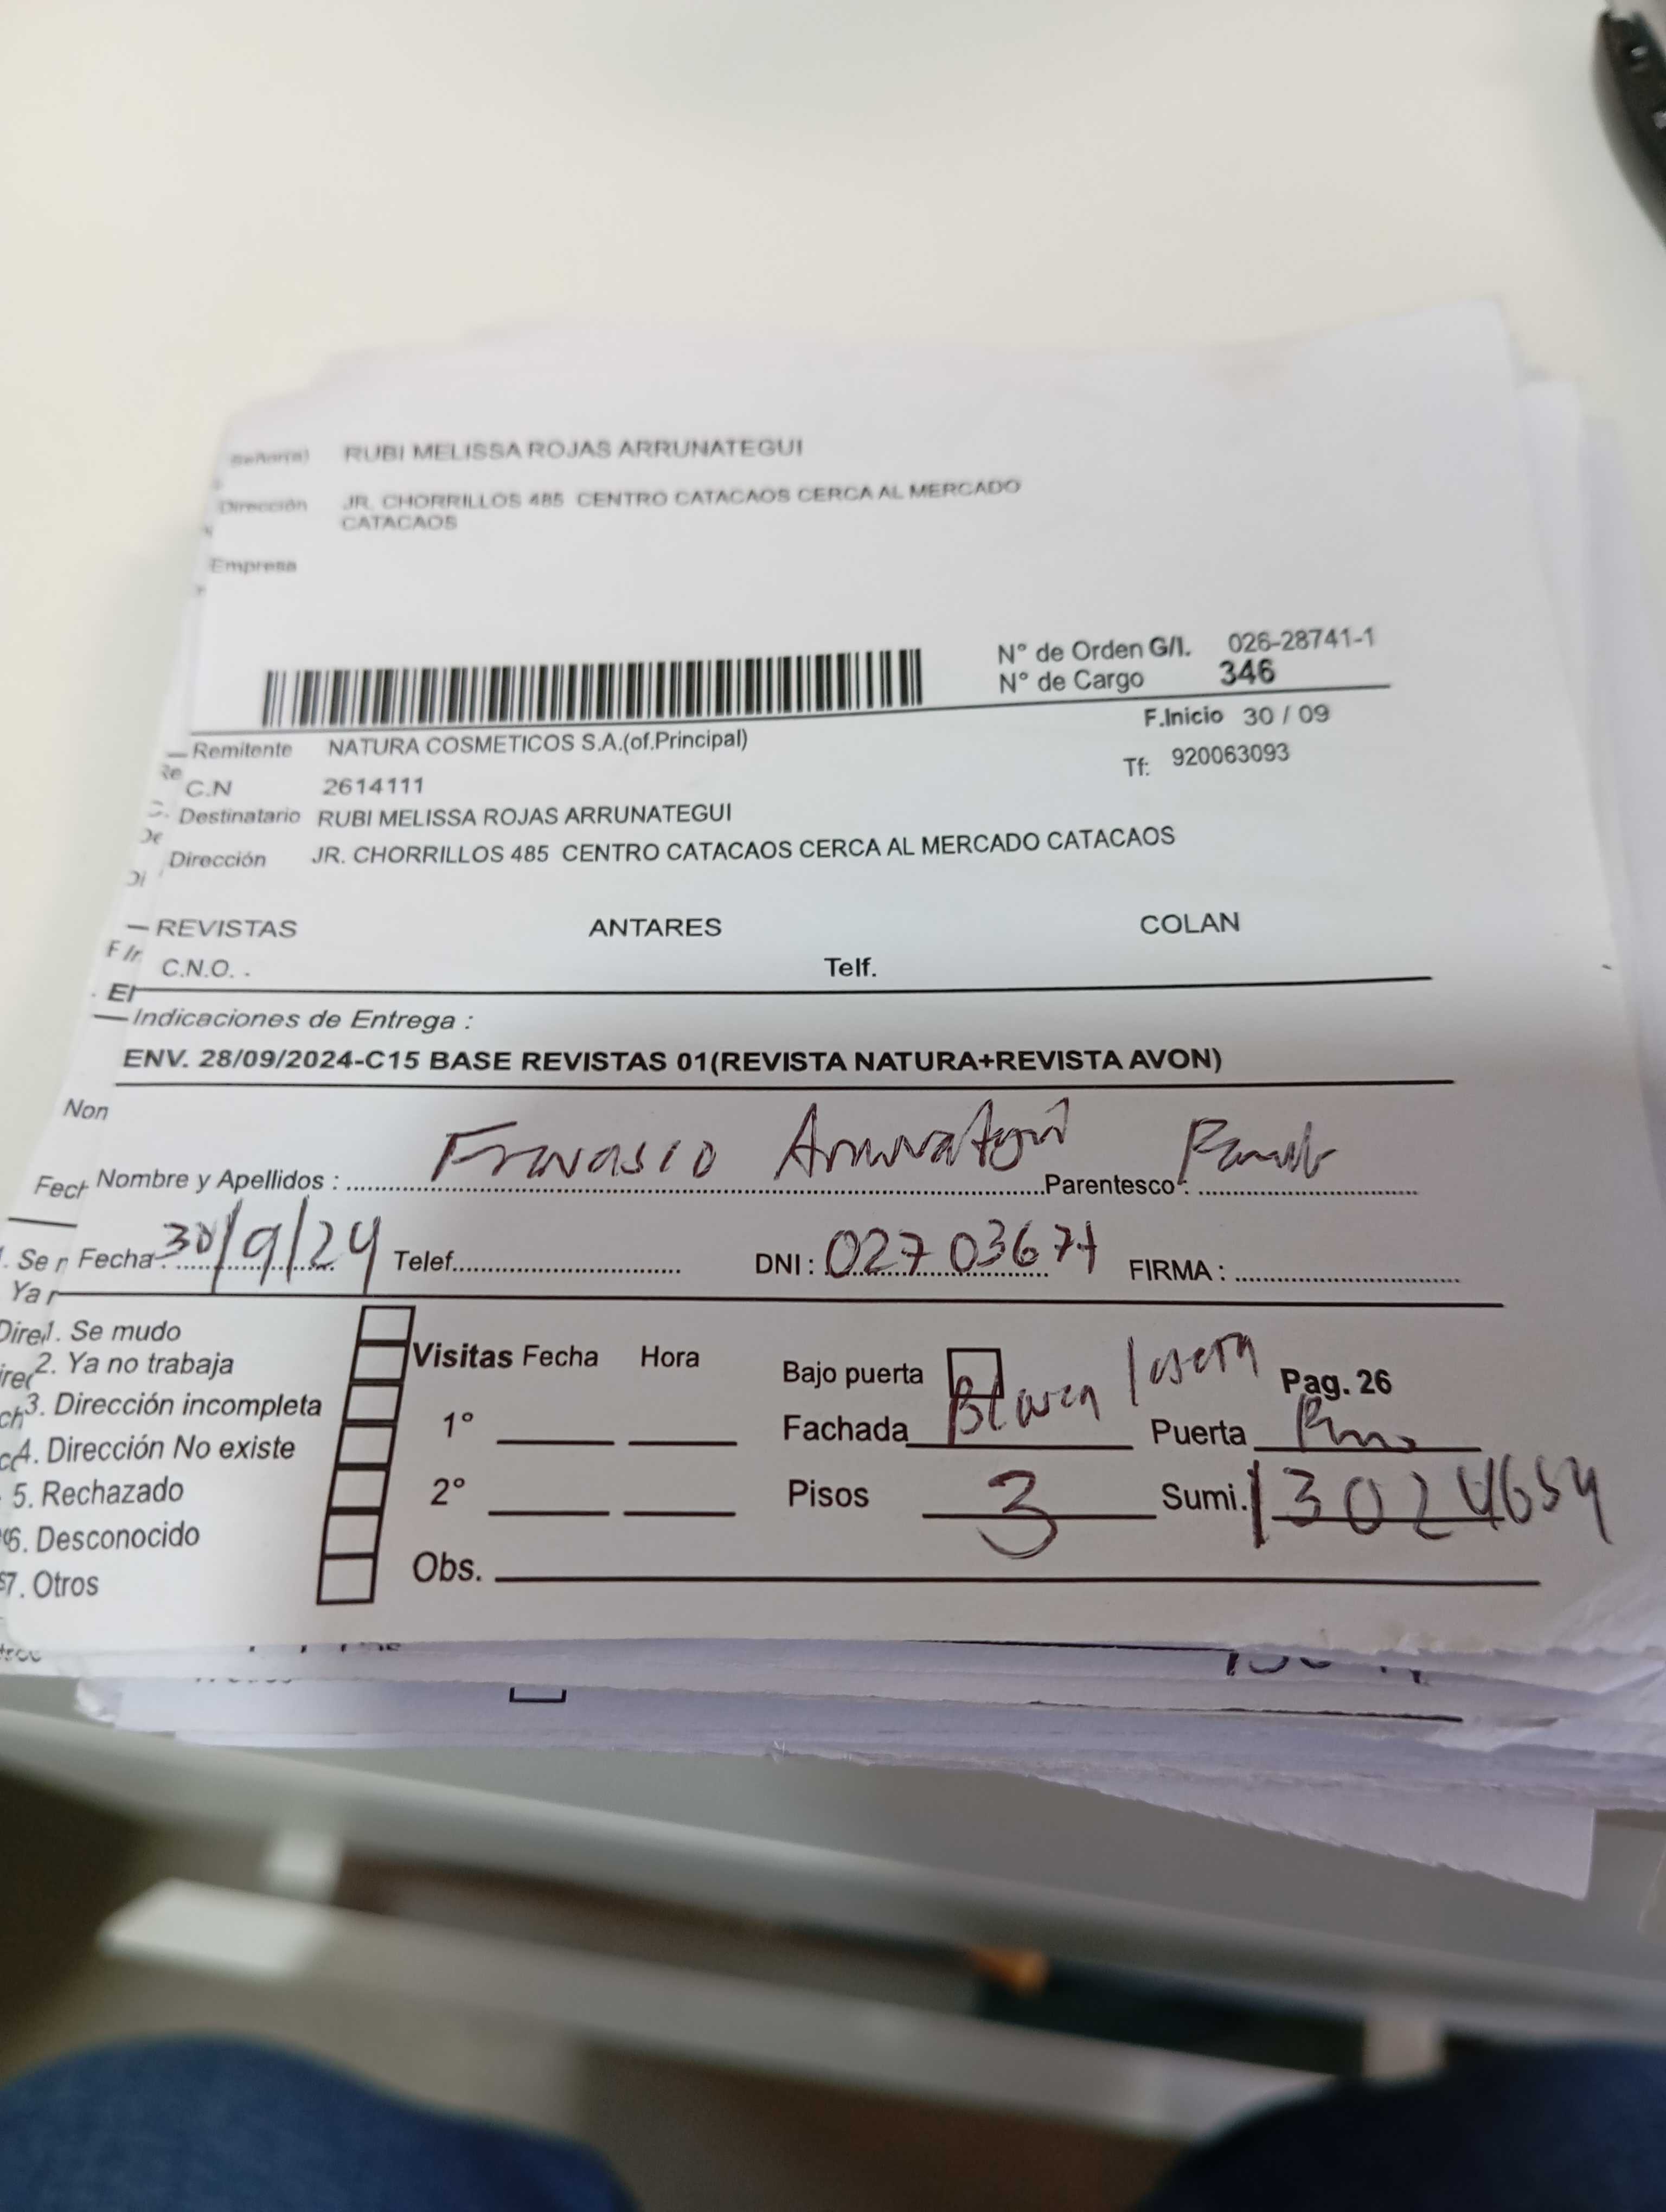 Señor(a) RUBI MELISSA ROJAS ARRUNATEGUI
Dirección JR. CHORRILLOS 485 CENTRO CATACAOS CERCA AL MERCADO
CATACAOS
Empresa
N° de Orden G/I. 026-28741-1
N° de Cargo 346
F.Inicio 30 / 09
Remitente NATURA COSMETICOS S.A.(of.Principal)
Tf: 920063093
C.N 2614111
Destinatario RUBI MELISSA ROJAS ARRUNATEGUI
Dirección JR. CHORRILLOS 485 CENTRO CATACAOS CERCA AL MERCADO CATACAOS
REVISTAS ANTARES COLAN
C.N.O. . Telf.
Indicaciones de Entrega :
ENV. 28/09/2024-C15 BASE REVISTAS 01(REVISTA NATURA+REVISTA AVON)
Nombre y Apellidos : Arrunategui Parentesco :
Fecha : 30/9/24 Telef. DNI : FIRMA :
1. Se mudo
2. Ya no trabaja
3. Dirección incompleta
4. Dirección No existe
5. Rechazado
6. Desconocido
7. Otros
Visitas Fecha Hora
1°
2°
Obs.
Bajo puerta Pag. 26
Fachada Puerta
Pisos 3 Sumi. 13024654